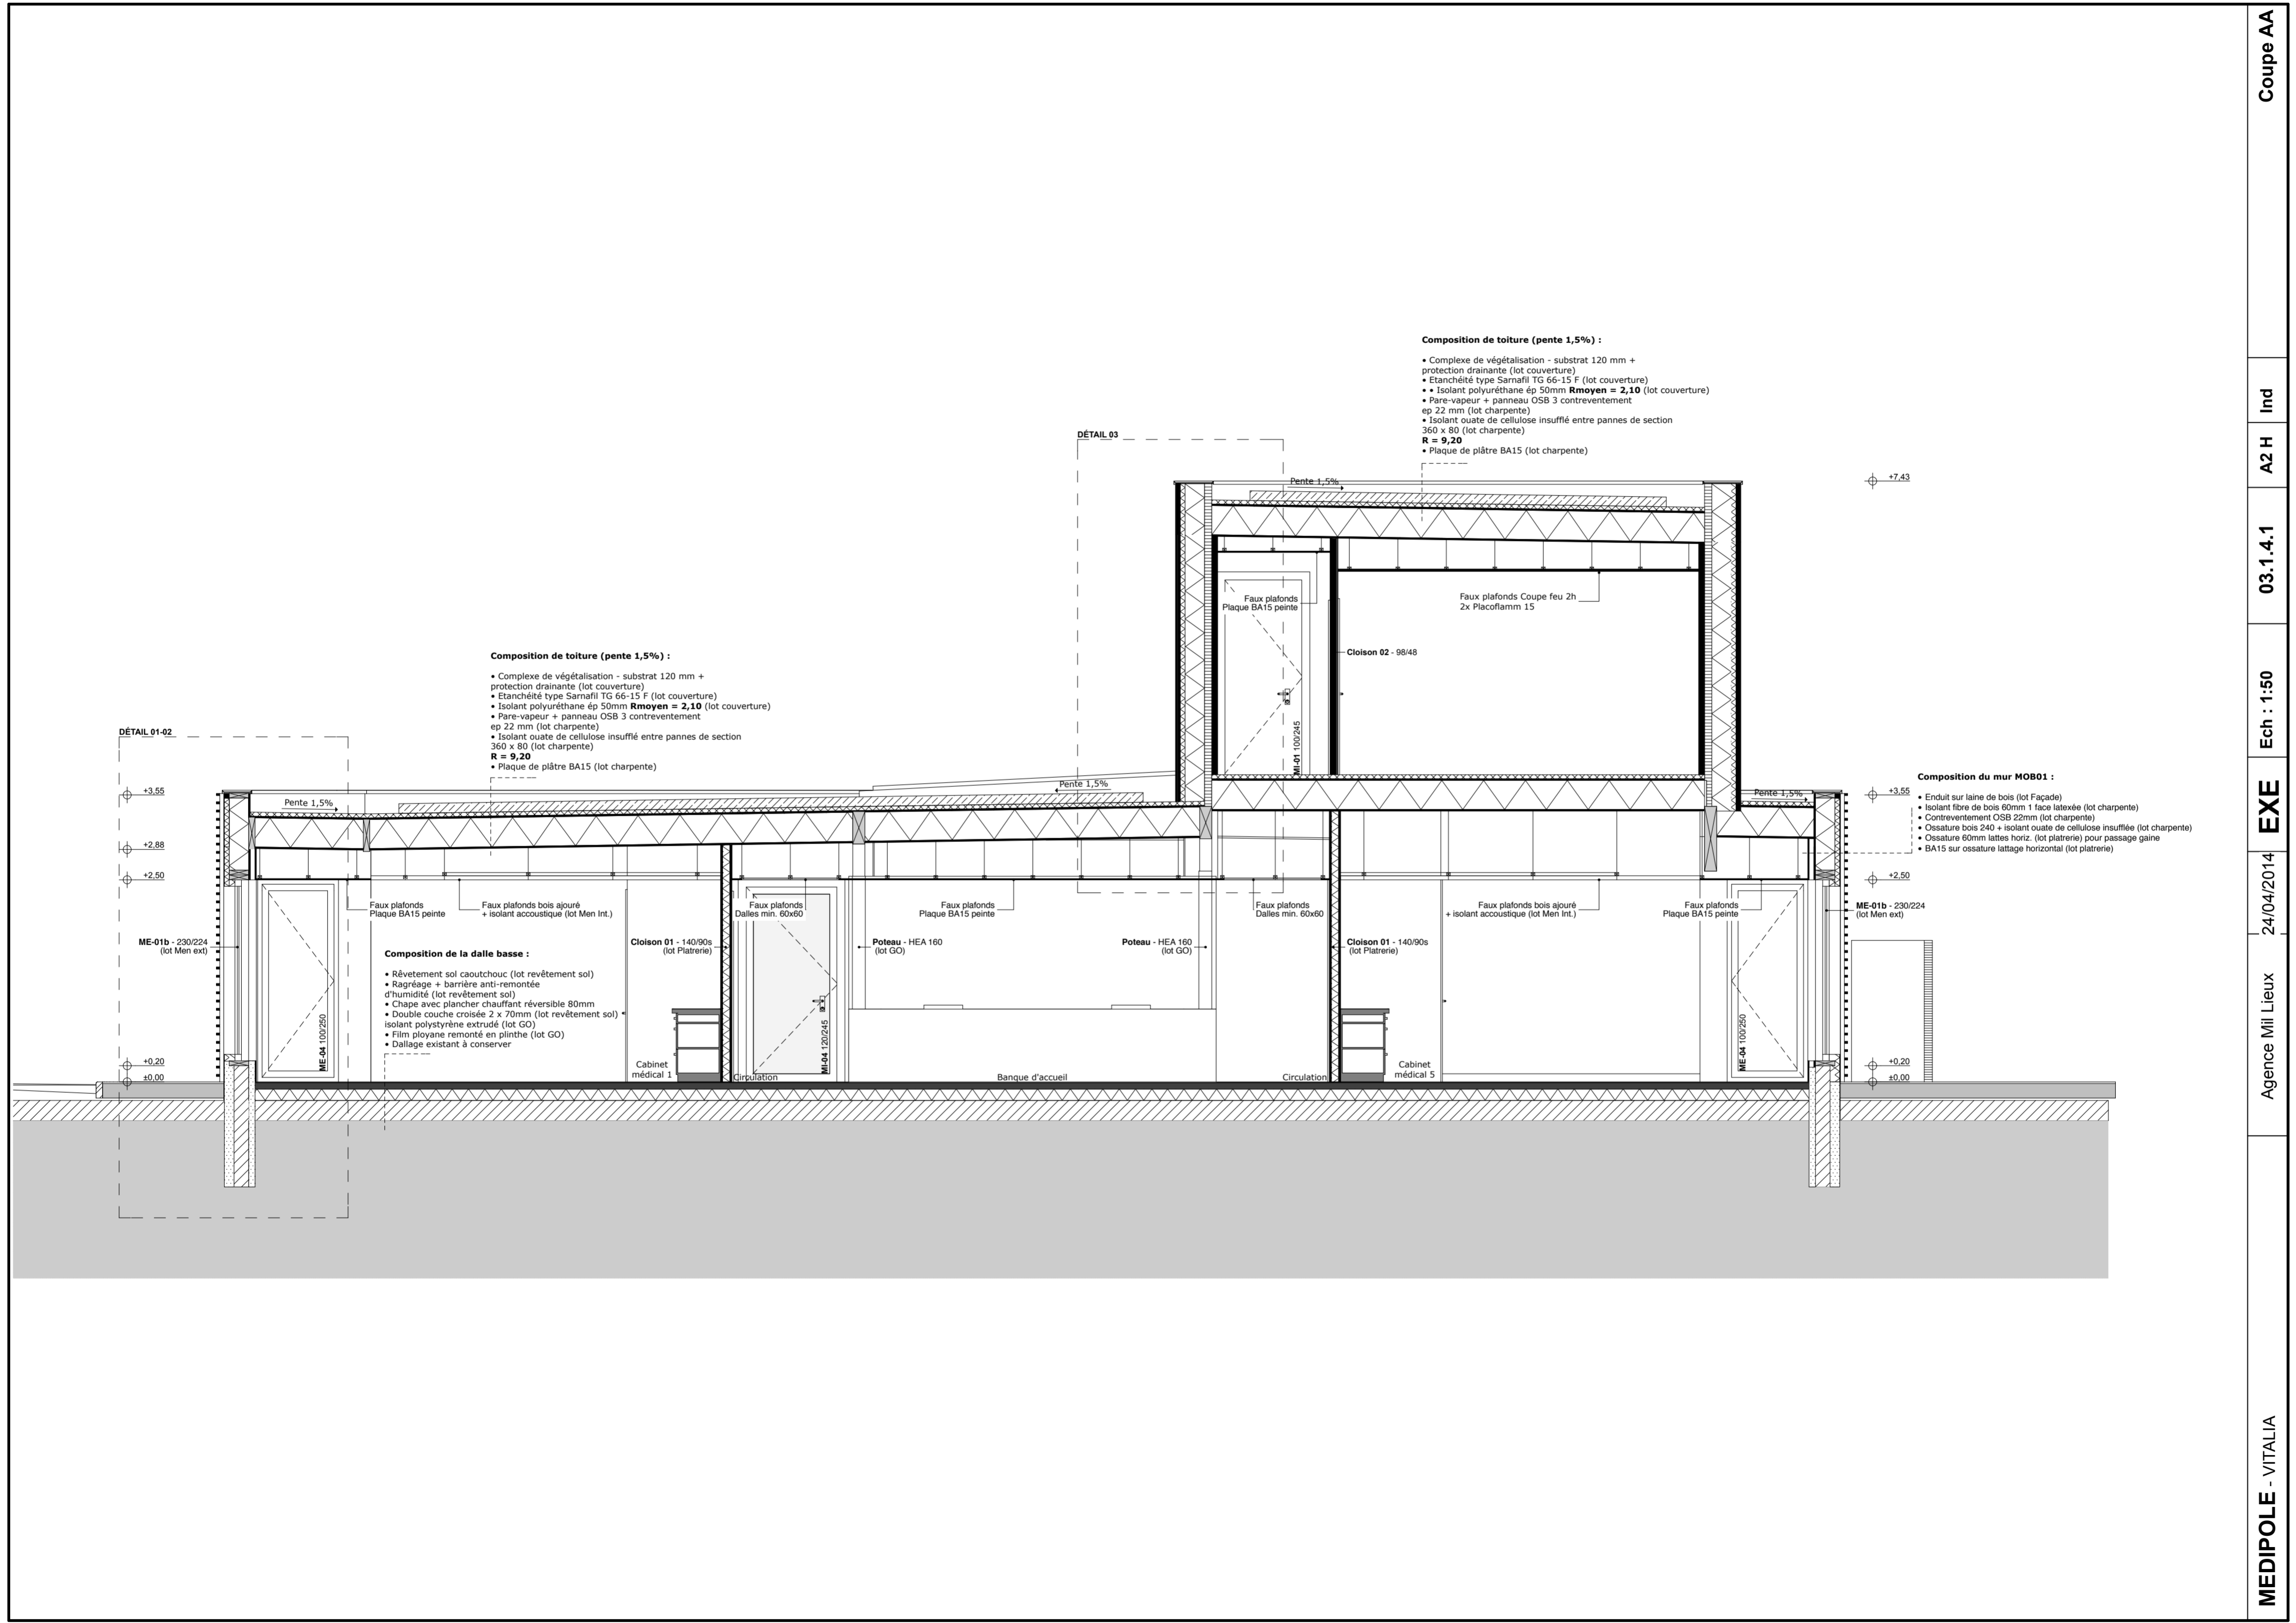 Composition de toiture (pente 1,5%) :
• Complexe de végétalisation - substrat 120 mm +
protection drainante (lot couverture)
• Etanchéité type Sarnafil TG 66-15 F (lot couverture)
• • Isolant polyuréthane ép 50mm Rmoyen = 2,10 (lot couverture)
• Pare-vapeur + panneau OSB 3 contreventement
ep 22 mm (lot charpente)
• Isolant ouate de cellulose insufflé entre pannes de section
360 x 80 (lot charpente)
R = 9,20
• Plaque de plâtre BA15 (lot charpente)
DÉTAIL 03
Pente 1,5%
+7,43
Faux plafonds
Plaque BA15 peinte
Faux plafonds Coupe feu 2h
2x Placoflamm 15
Cloison 02 - 98/48
MI-01 100/245
Composition de toiture (pente 1,5%) :
• Complexe de végétalisation - substrat 120 mm +
protection drainante (lot couverture)
• Etanchéité type Sarnafil TG 66-15 F (lot couverture)
• Isolant polyuréthane ép 50mm Rmoyen = 2,10 (lot couverture)
• Pare-vapeur + panneau OSB 3 contreventement
ep 22 mm (lot charpente)
• Isolant ouate de cellulose insufflé entre pannes de section
360 x 80 (lot charpente)
R = 9,20
• Plaque de plâtre BA15 (lot charpente)
DÉTAIL 01-02
+3,55
Pente 1,5%
Pente 1,5%
Pente 1,5%
+3,55
Composition du mur MOB01 :
• Enduit sur laine de bois (lot Façade)
• Isolant fibre de bois 60mm 1 face latexée (lot charpente)
• Contreventement OSB 22mm (lot charpente)
• Ossature bois 240 + isolant ouate de cellulose insufflée (lot charpente)
• Ossature 60mm lattes horiz. (lot platrerie) pour passage gaine
• BA15 sur ossature lattage horizontal (lot platrerie)
+2,88
+2,50
+2,50
Faux plafonds
Plaque BA15 peinte
Faux plafonds bois ajouré
+ isolant accoustique (lot Men Int.)
Faux plafonds
Dalles min. 60x60
Faux plafonds
Plaque BA15 peinte
Faux plafonds
Dalles min. 60x60
Faux plafonds bois ajouré
+ isolant accoustique (lot Men Int.)
Faux plafonds
Plaque BA15 peinte
ME-01b - 230/224
(lot Men ext)
ME-01b - 230/224
(lot Men ext)
Cloison 01 - 140/90s
(lot Platrerie)
Poteau - HEA 160
(lot GO)
Poteau - HEA 160
(lot GO)
Cloison 01 - 140/90s
(lot Platrerie)
Composition de la dalle basse :
• Rêvetement sol caoutchouc (lot revêtement sol)
• Ragréage + barrière anti-remontée
d'humidité (lot revêtement sol)
• Chape avec plancher chauffant réversible 80mm
• Double couche croisée 2 x 70mm (lot revêtement sol)
isolant polystyrène extrudé (lot GO)
• Film ployane remonté en plinthe (lot GO)
• Dallage existant à conserver
ME-04 100/250
MI-04 120/245
ME-04 100/250
+0,20
±0,00
+0,20
±0,00
Cabinet
médical 1
Circulation
Banque d'accueil
Circulation
Cabinet
médical 5
Coupe AA
Ind
A2 H
03.1.4.1
Ech : 1:50
EXE
24/04/2014
Agence Mil Lieux
MEDIPOLE - VITALIA